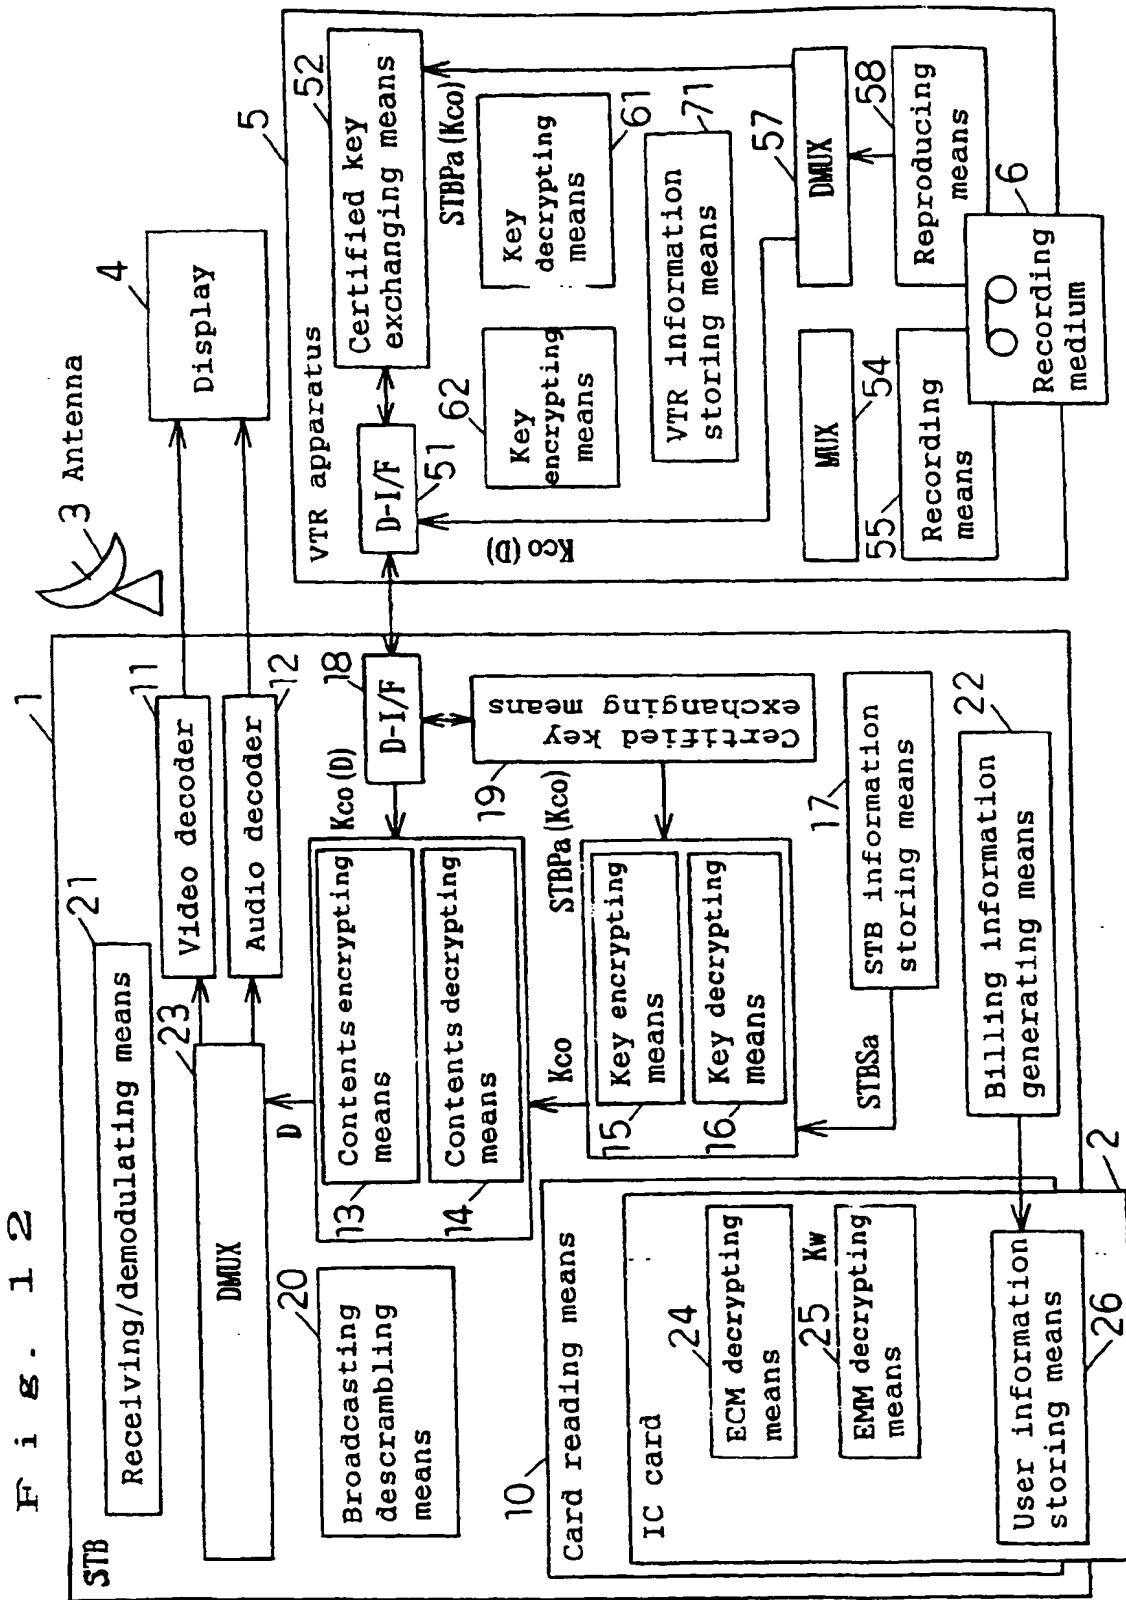 Fig. 12
1
STB
21
Receiving/demodulating means
23
DMUX
11
Video decoder
12
Audio decoder
3
Antenna
4
Display
20
Broadcasting
descrambling
means
D
13
Contents encrypting
means
14
Contents decrypting
means
Kco (D)
18
D-I/F
19
Certified key
exchanging means
STBPa (Kco)
Kco
15
Key encrypting
means
16
Key decrypting
means
STBSa
17
STB information
storing means
22
Billing information
generating means
10
Card reading means
2
IC card
24
ECM decrypting
means
Kw
25
EMM decrypting
means
User information
storing means
26
5
VTR apparatus
D-I/F
51
52
Certified key
exchanging means
STBPa (Kco)
Kco (D)
62
Key
encrypting
means
Key
decrypting
means
61
VTR information
storing means
71
MUX
54
57
DMUX
55
Recording
means
58
Reproducing
means
6
Recording
medium